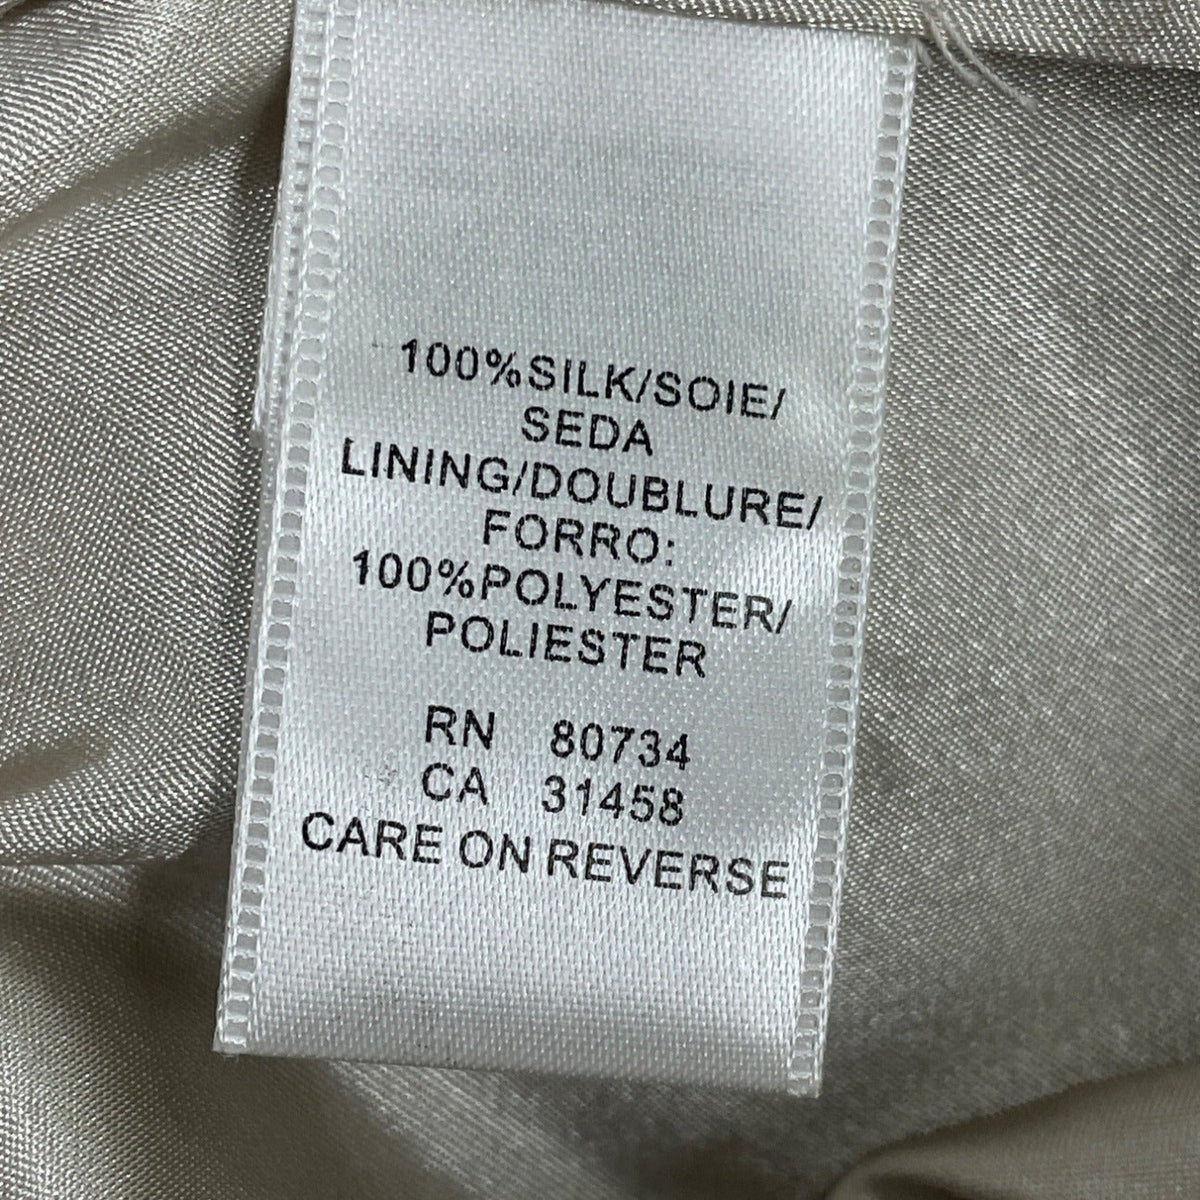 100%SILK/SOIE/
SEDA
LINING/DOUBLURE/
FORRO:
100%POLYESTER/
POLIESTER
RN 80734
CA 31458
CARE ON REVERSE